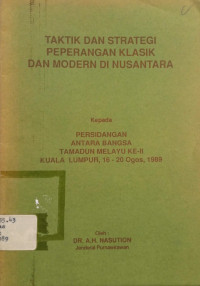 TAKTIK DAN STRATEGI
PEPERANGAN KLASIK
DAN MODERN DI NUSANTARA
Kepada
PERSIDANGAN
ANTARA BANGSA
TAMADUN MELAYU KE-II
KUALA LUMPUR, 15 - 20 Ogos, 1989
Oleh :
DR. A.H. NASUTION
Jenderal Purnawirawan